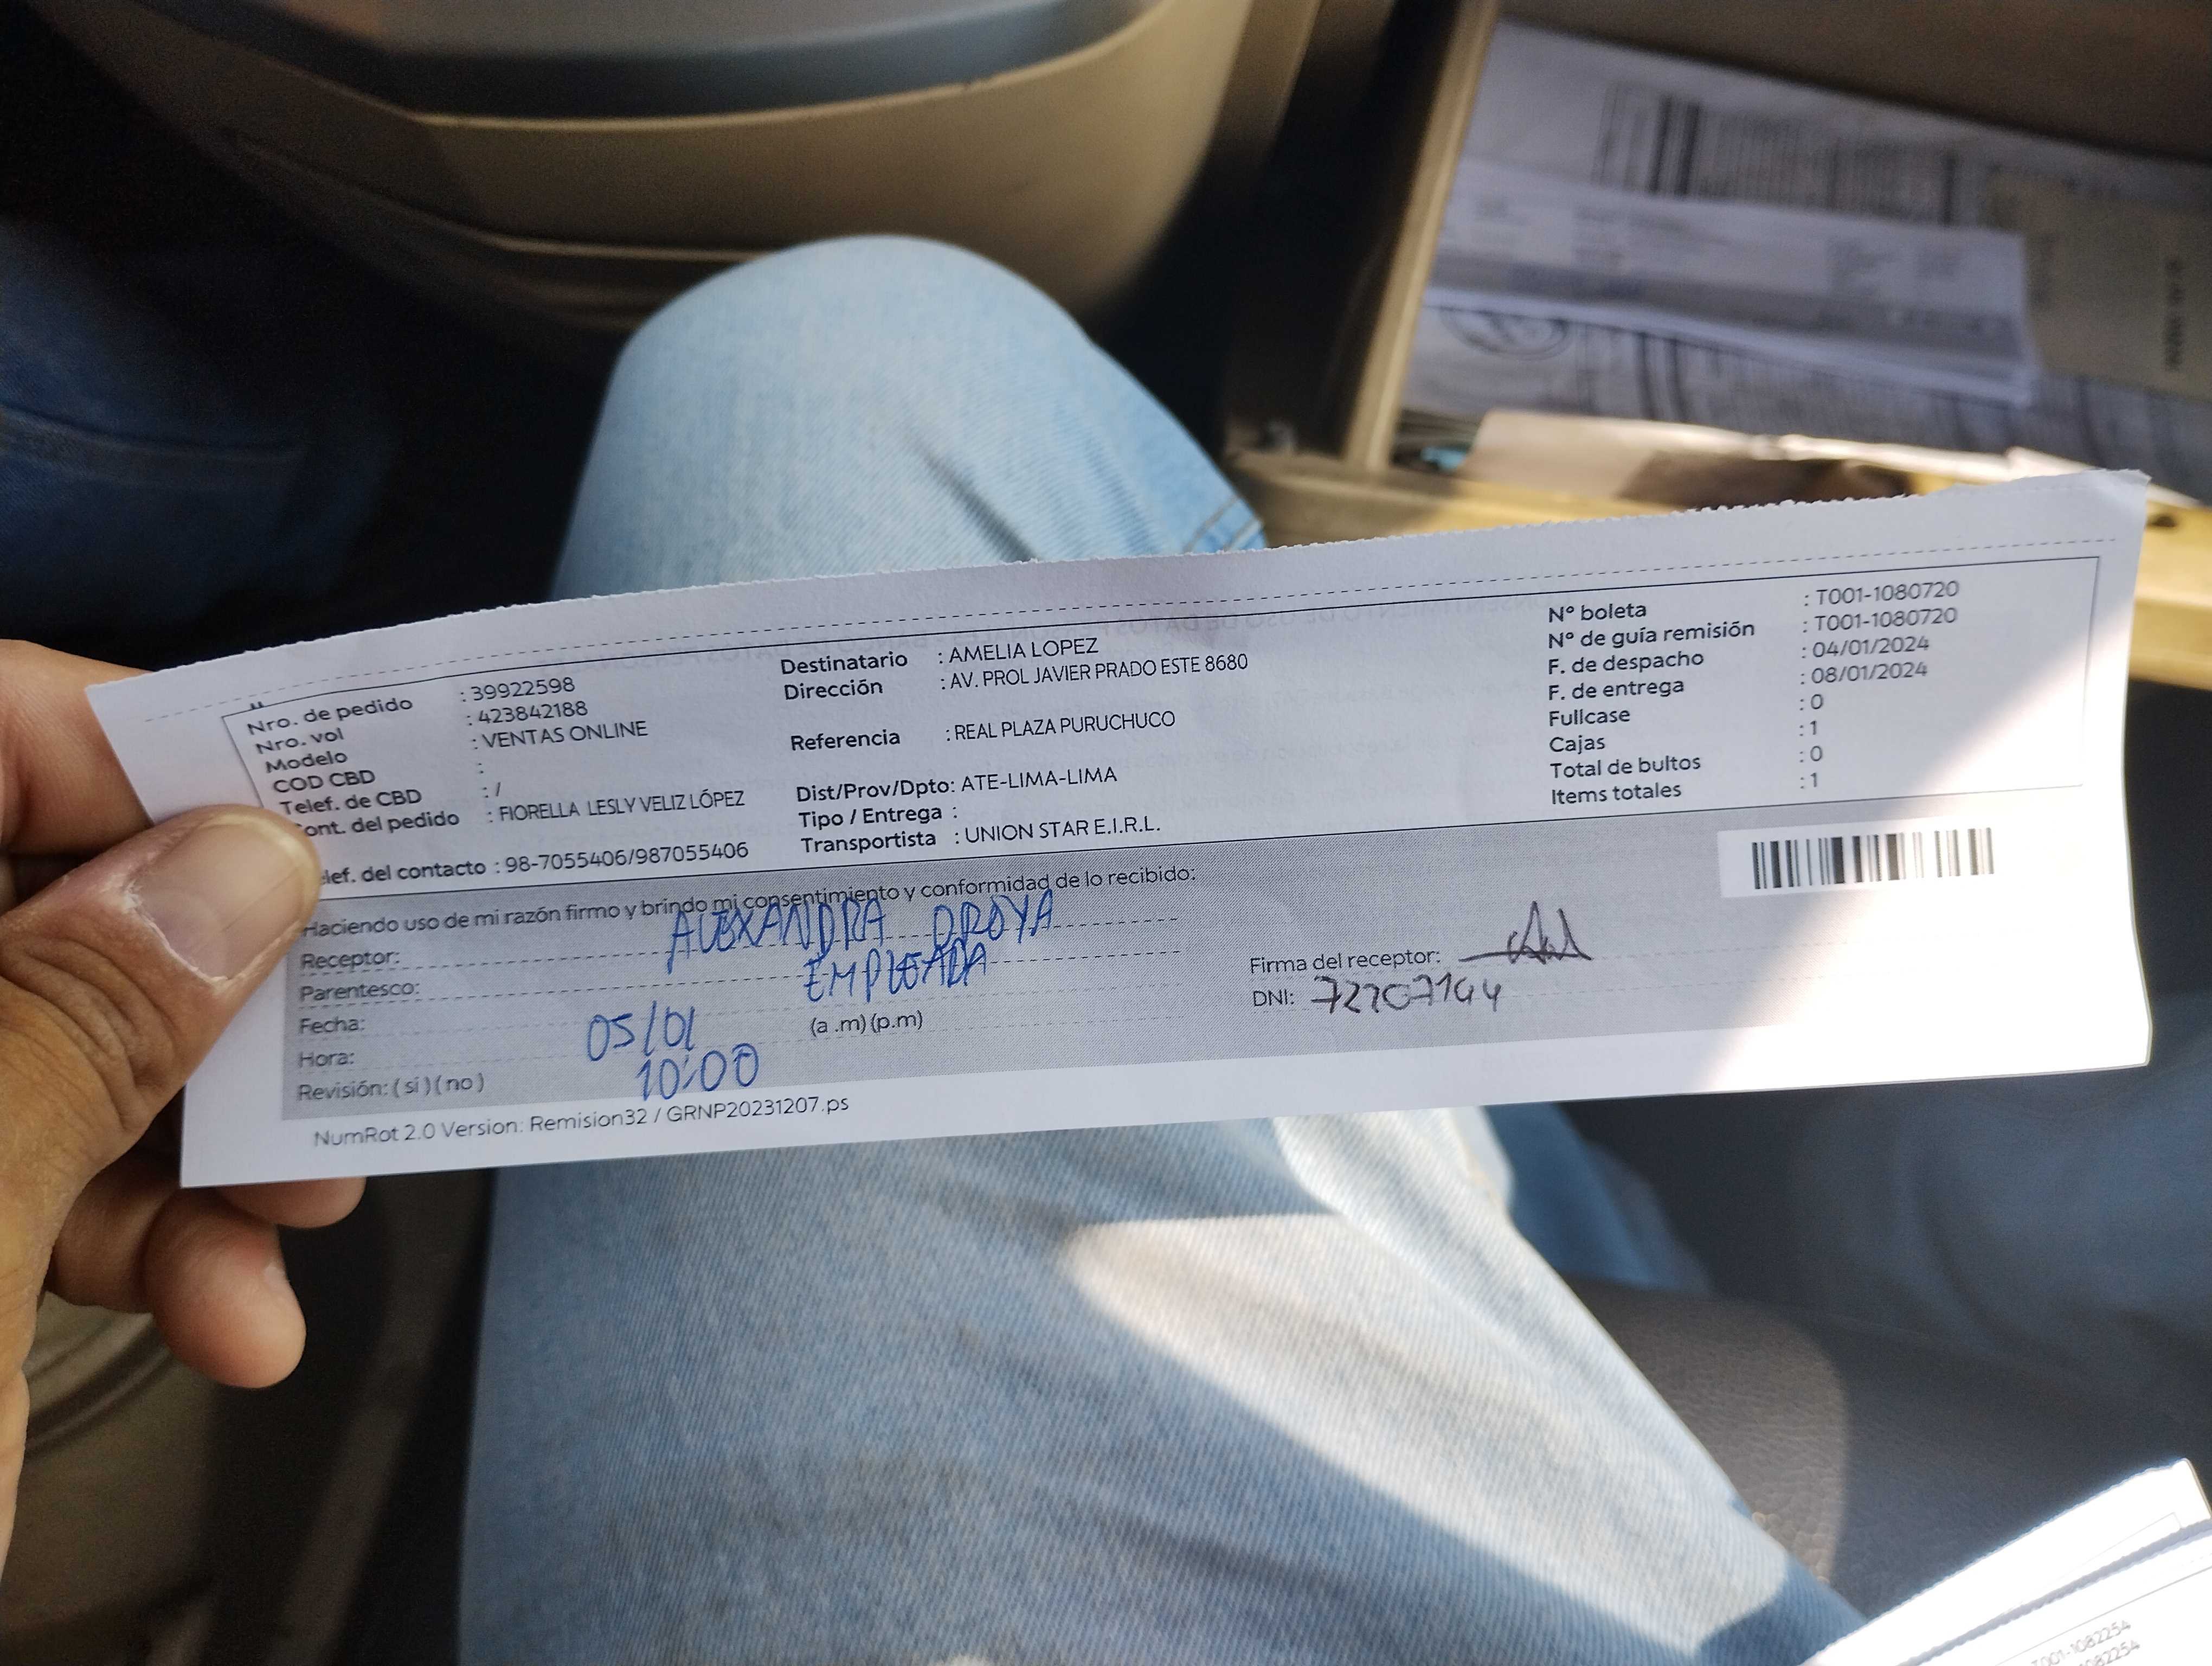 Nro. de pedido : 39922598
Nro. vol : 423842188
Modelo : VENTAS ONLINE
COD CBD :
Telef. de CBD : /
ont. del pedido : FIORELLA LESLY VELIZ LÓPEZ
lef. del contacto : 98-7055406/987055406
Destinatario : AMELIA LOPEZ
Dirección : AV. PROL JAVIER PRADO ESTE 8680
Referencia : REAL PLAZA PURUCHUCO
Dist/Prov/Dpto: ATE-LIMA-LIMA
Tipo / Entrega :
Transportista : UNION STAR E.I.R.L.
N° boleta : T001-1080720
N° de guía remisión : T001-1080720
F. de despacho : 04/01/2024
F. de entrega : 08/01/2024
Fullcase : 0
Cajas : 1
Total de bultos : 0
Items totales : 1
Haciendo uso de mi razón firmo y brindo mi consentimiento y conformidad de lo recibido:
Receptor: ALEXANDRA OROYA
Parentesco: EMPLEADA
Fecha: 05/01
(a .m) (p.m)
Hora: 10:00
Revisión: ( sí ) ( no )
Firma del receptor:
DNI:
NumRot 2.0 Version: Remision32 / GRNP20231207.ps
T001-1082254